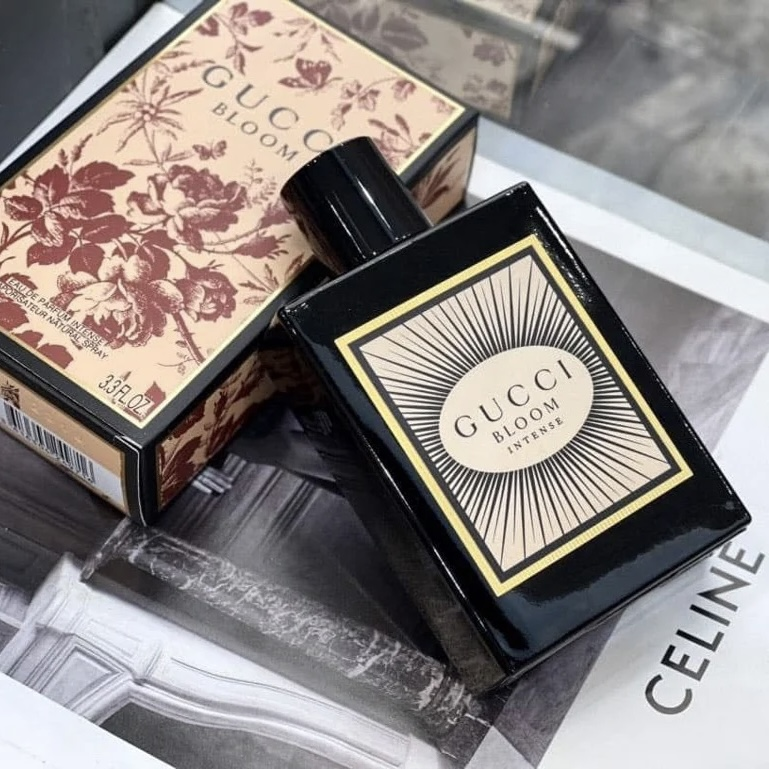 GUCCI
BLOOM
EAU DE PARFUM INTENSE
VAPORISATEUR NATURAL SPRAY
3.3 FL.OZ
GUCCI
BLOOM
INTENSE
CELINE